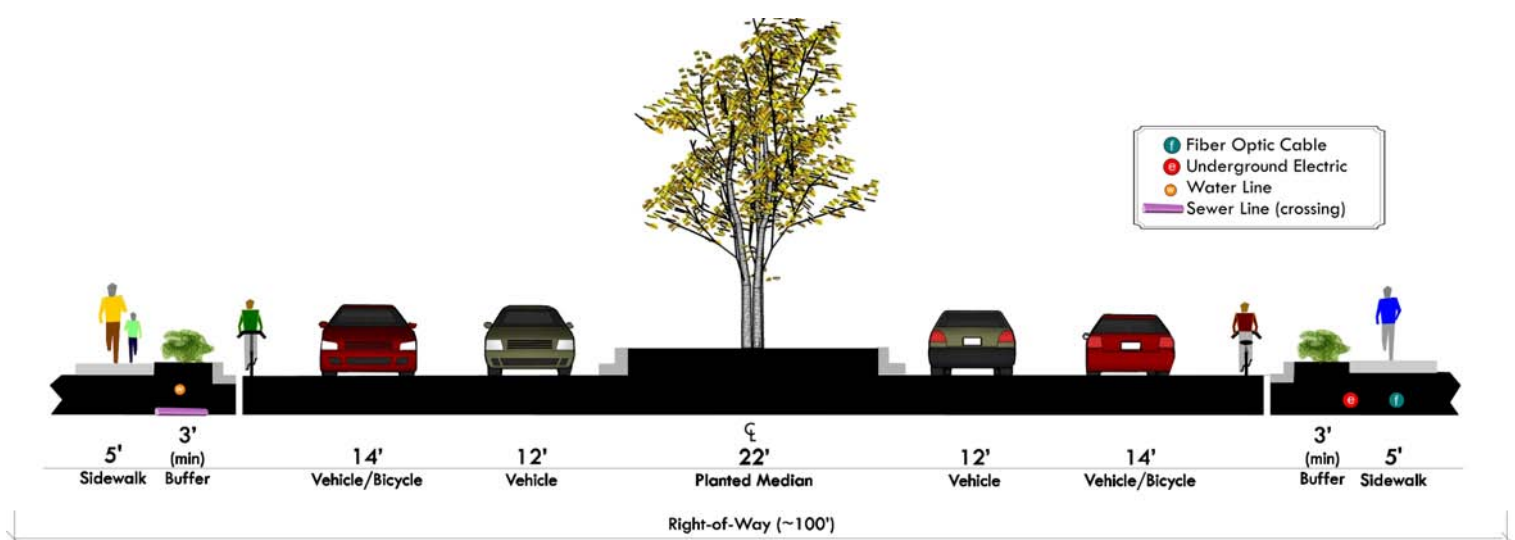 f Fiber Optic Cable
e Underground Electric
w Water Line
Sewer Line (crossing)
w
e f
5' 3' 14' 12' ℄ 22' 12' 14' 3' 5'
(min) (min)
Sidewalk Buffer Vehicle/Bicycle Vehicle Planted Median Vehicle Vehicle/Bicycle Buffer Sidewalk
Right-of-Way (~100')